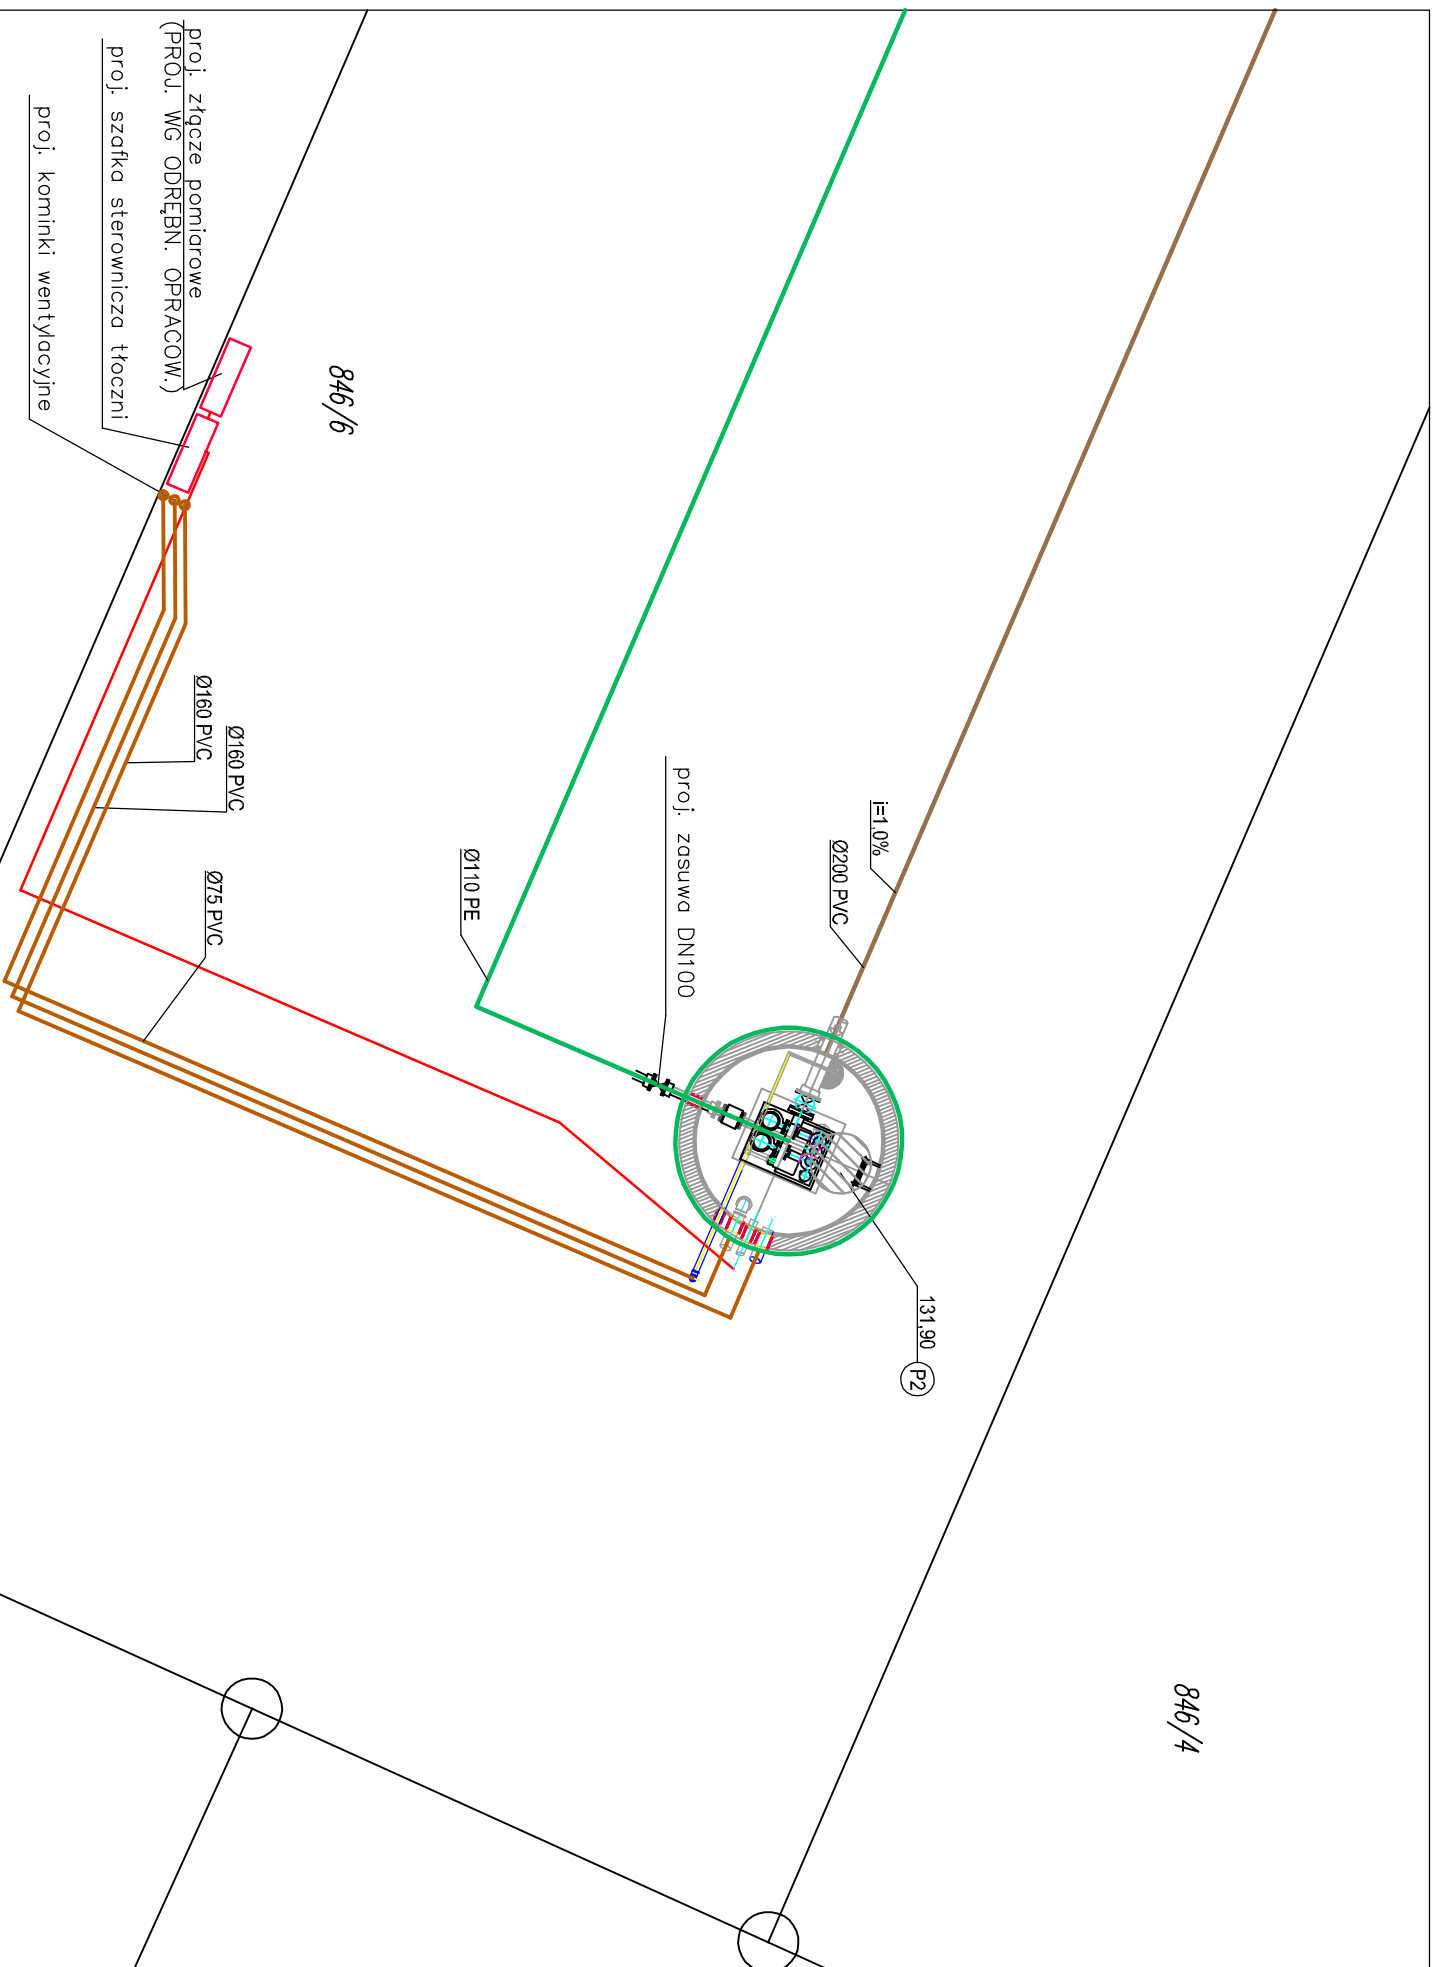 proj. złącze pomiarowe
(PROJ. WG ODRĘBN. OPRACOW.)
proj. szafka sterownicza tłoczni
proj. kominki wentylacyjne
846/6
Ø160 PVC
Ø160 PVC
Ø75 PVC
Ø110 PE
proj. zasuwa DN100
i=1,0%
Ø200 PVC
131,90
P2
846/4